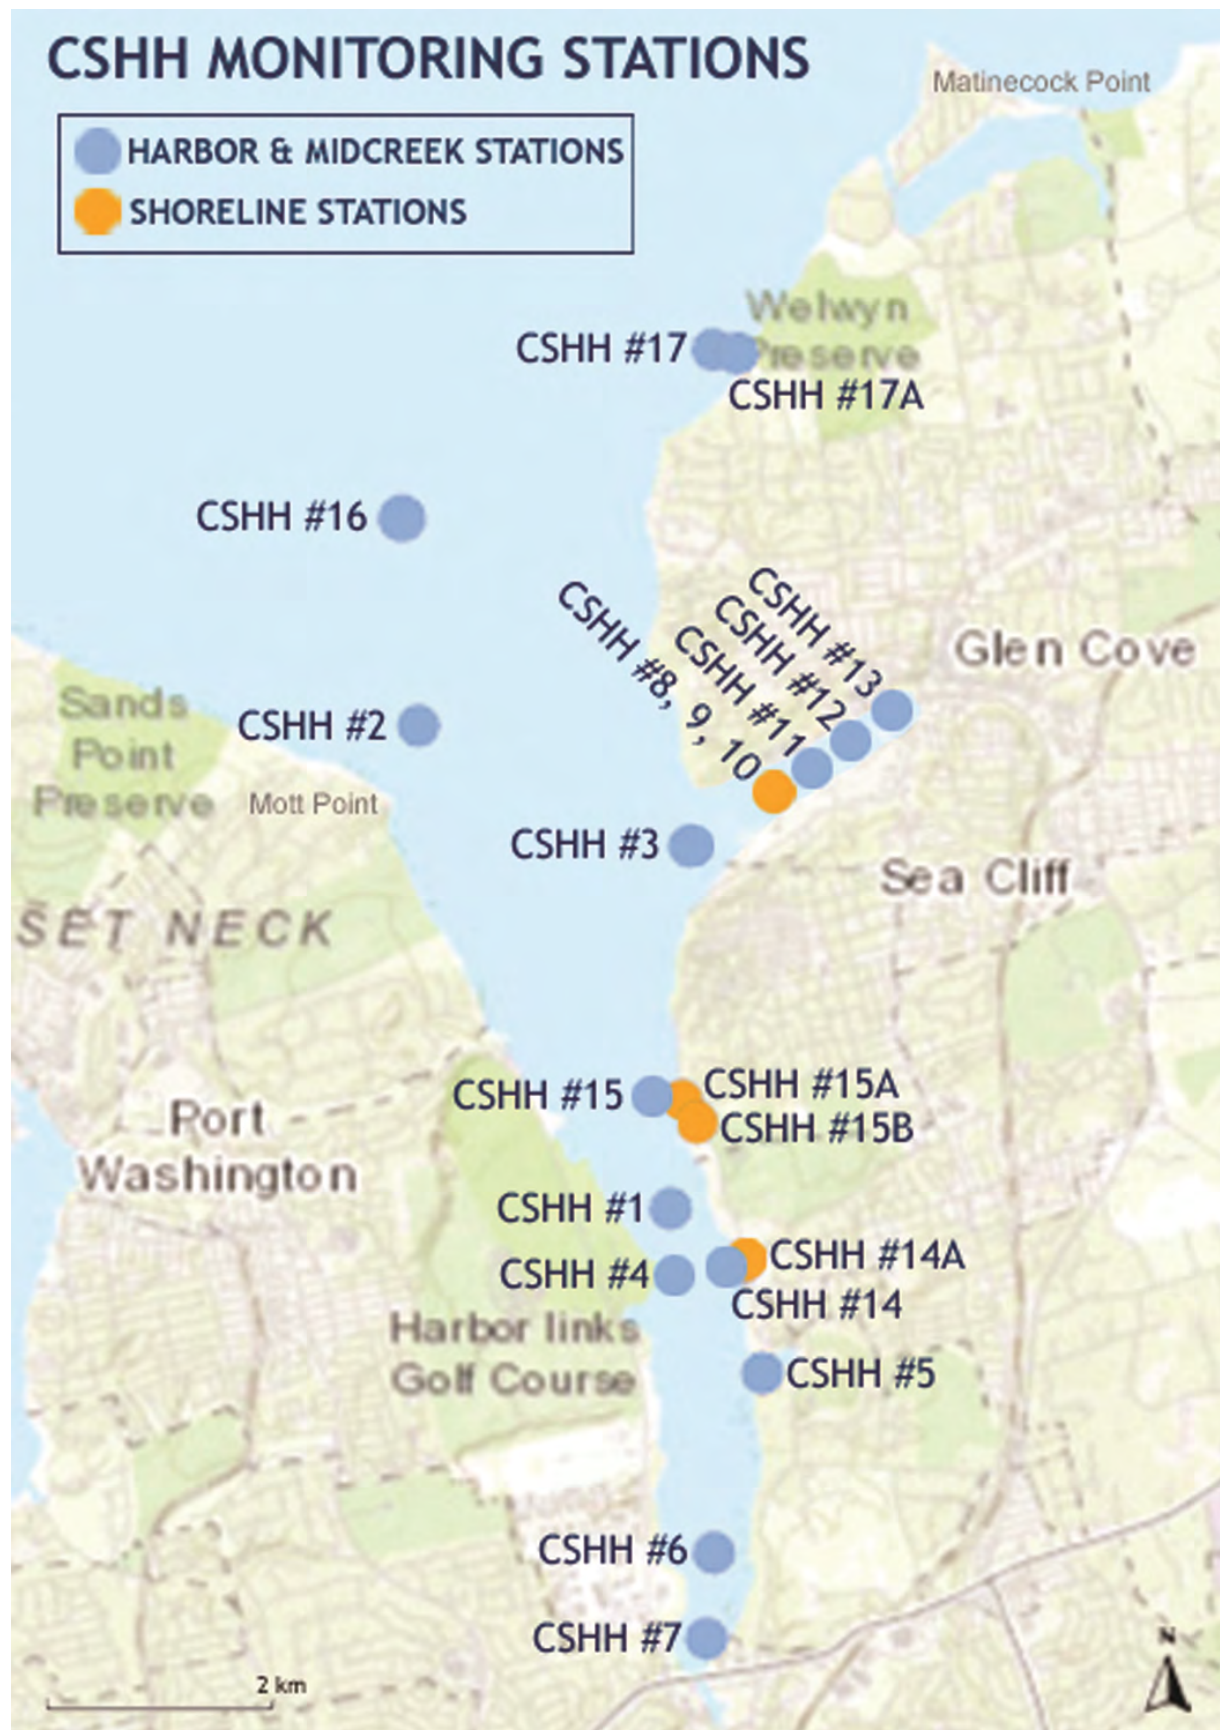 CSHH MONITORING STATIONS
HARBOR & MIDCREEK STATIONS
SHORELINE STATIONS
Matinecock Point
Welwyn
Preserve
CSHH #17
CSHH #17A
CSHH #16
CSHH #13
CSHH #12
CSHH #11
CSHH #8, 9, 10
Glen Cove
Sands
Point
Preserve
CSHH #2
Mott Point
CSHH #3
Sea Cliff
SET NECK
CSHH #15
CSHH #15A
CSHH #15B
Port
Washington
CSHH #1
CSHH #14A
CSHH #4
CSHH #14
Harbor links
Golf Course
CSHH #5
CSHH #6
CSHH #7
2 km
N